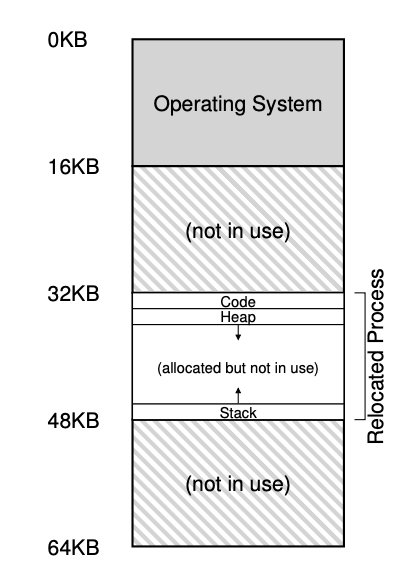 0KB
Operating System
16KB
(not in use)
32KB
Code
Heap
(allocated but not in use)
Stack
48KB
(not in use)
64KB
Relocated Process